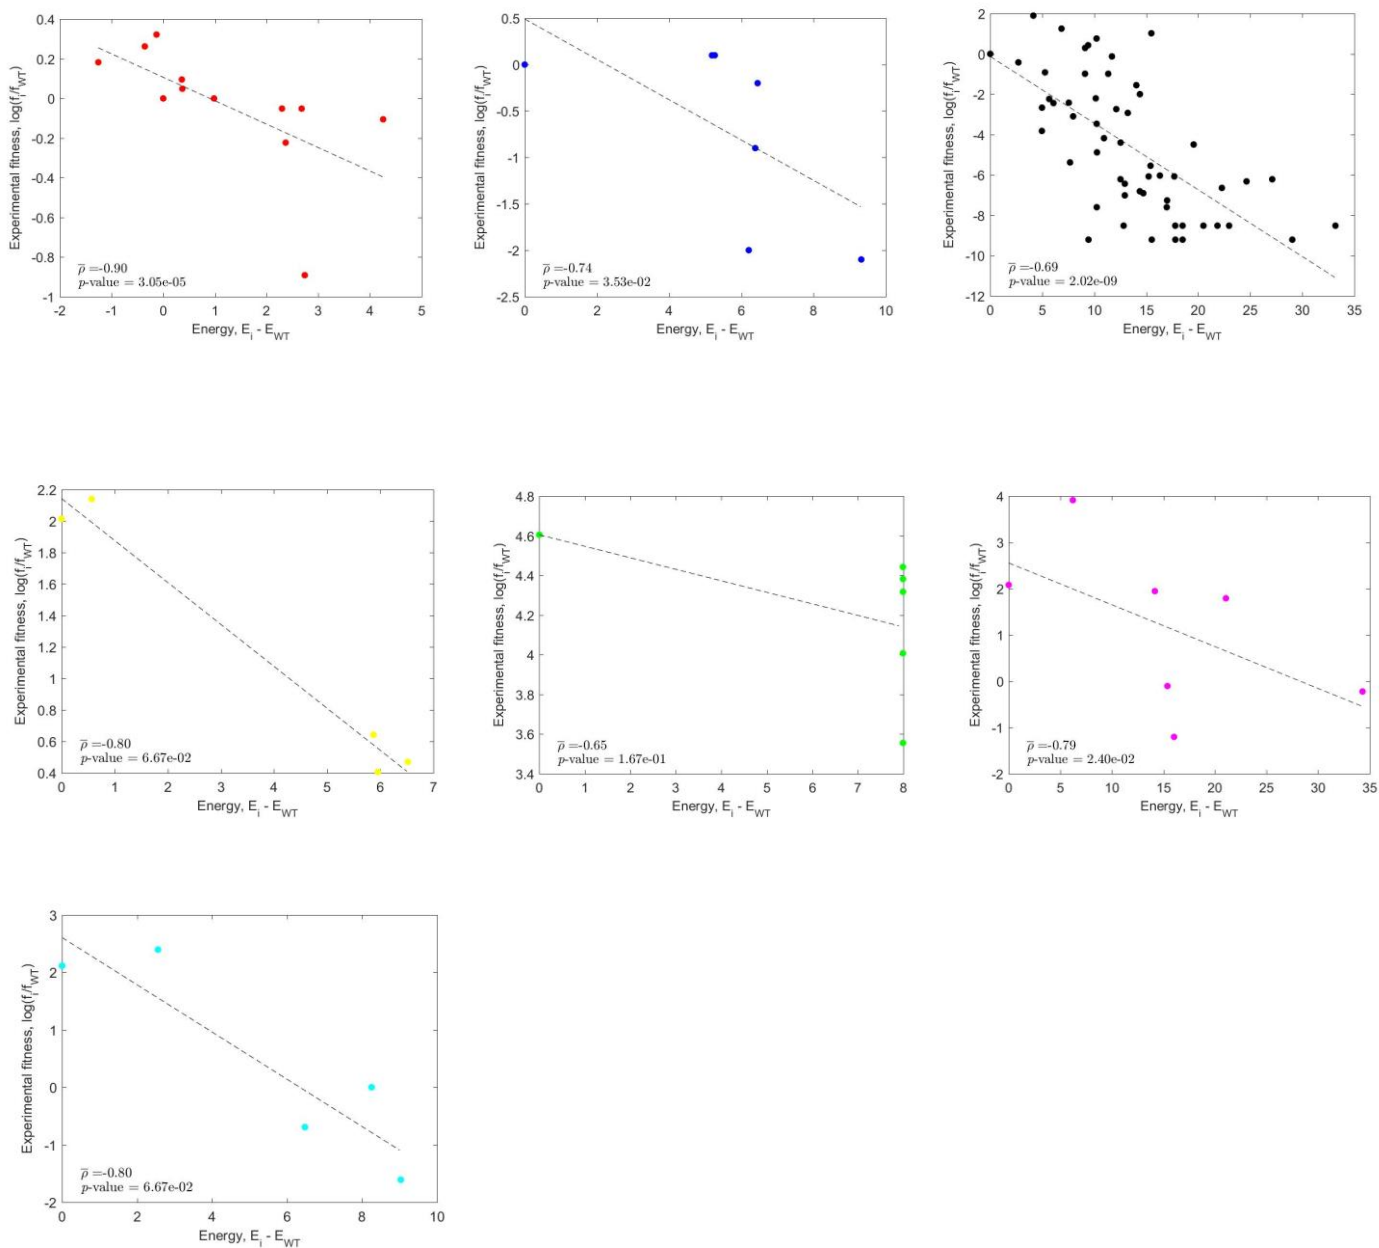 0.4
0.2
0
-0.2
-0.4
-0.6
-0.8
-1
Experimental fitness, log(f_i/f_WT)
ρ̅ =-0.90
p-value = 3.05e-05
-2 -1 0 1 2 3 4 5
Energy, E_i - E_WT
0.5
0
-0.5
-1
-1.5
-2
-2.5
Experimental fitness, log(f_i/f_WT)
ρ̅ =-0.74
p-value = 3.53e-02
0 2 4 6 8 10
Energy, E_i - E_WT
2
0
-2
-4
-6
-8
-10
-12
Experimental fitness, log(f_i/f_WT)
ρ̅ =-0.69
p-value = 2.02e-09
0 5 10 15 20 25 30 35
Energy, E_i - E_WT
2.2
2
1.8
1.6
1.4
1.2
1
0.8
0.6
0.4
Experimental fitness, log(f_i/f_WT)
ρ̅ =-0.80
p-value = 6.67e-02
0 1 2 3 4 5 6 7
Energy, E_i - E_WT
4.8
4.6
4.4
4.2
4
3.8
3.6
3.4
Experimental fitness, log(f_i/f_WT)
ρ̅ =-0.65
p-value = 1.67e-01
0 1 2 3 4 5 6 7 8
Energy, E_i - E_WT
4
3
2
1
0
-1
-2
Experimental fitness, log(f_i/f_WT)
ρ̅ =-0.79
p-value = 2.40e-02
0 5 10 15 20 25 30 35
Energy, E_i - E_WT
3
2
1
0
-1
-2
Experimental fitness, log(f_i/f_WT)
ρ̅ =-0.80
p-value = 6.67e-02
0 2 4 6 8 10
Energy, E_i - E_WT